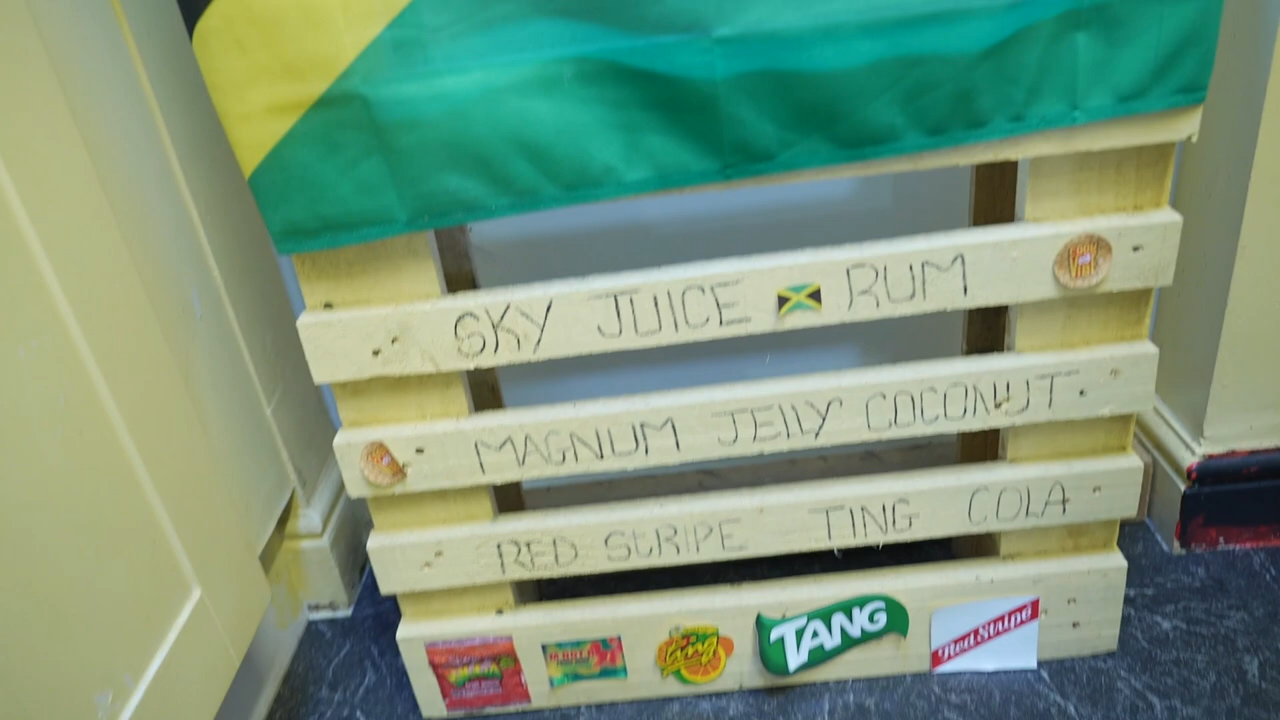 SKY JUICE RUM
MAGNUM JELLY COCONUT
RED STRIPE TING COLA
TANG
Red Stripe